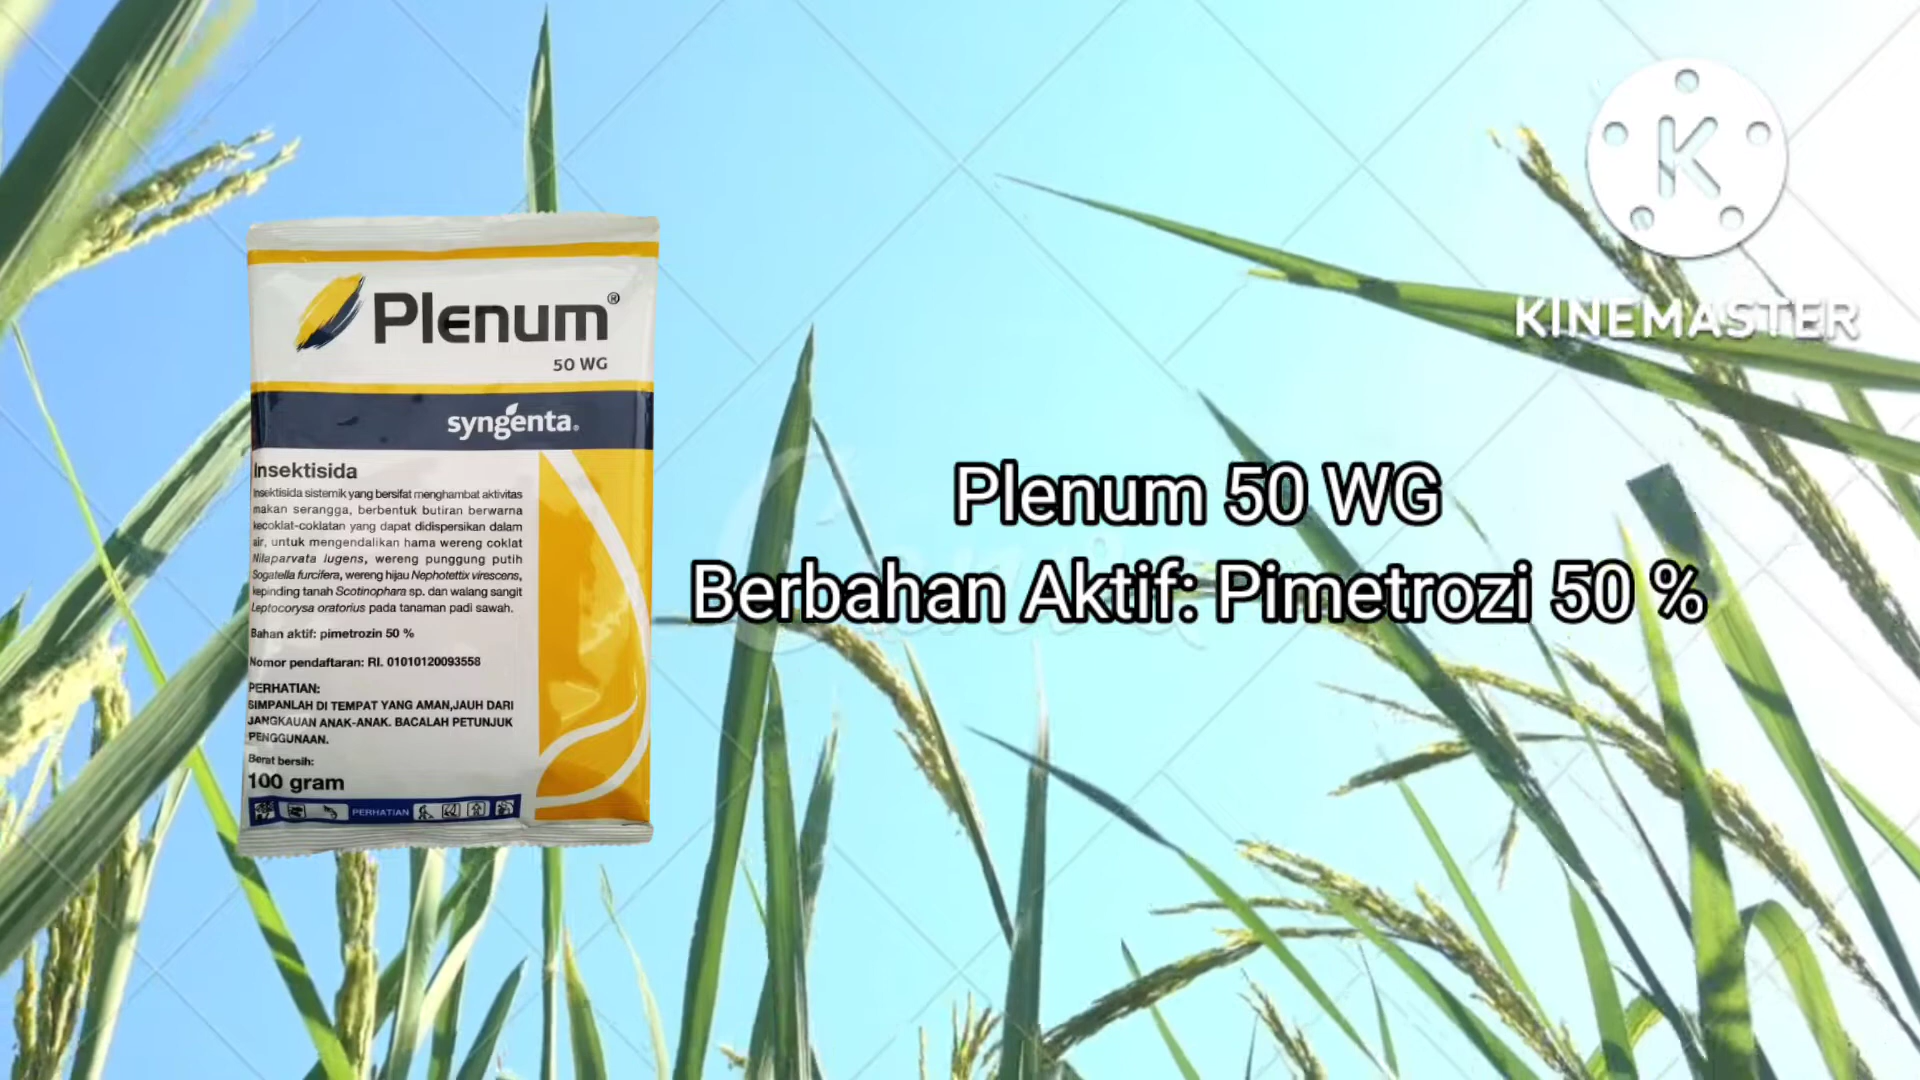 Plenum®
50 WG
syngenta®
Insektisida
Insektisida sistemik yang bersifat menghambat aktivitas
makan serangga, berbentuk butiran berwarna
kecoklat-coklatan yang dapat didispersikan dalam
air, untuk mengendalikan hama wereng coklat
Nilaparvata lugens, wereng punggung putih
Sogatella furcifera, wereng hijau Nephotettix virescens,
kepinding tanah Scotinophara sp. dan walang sangit
Leptocorysa oratorius pada tanaman padi sawah.
Bahan aktif: pimetrozin 50 %
Nomor pendaftaran: RI. 01010120093558
PERHATIAN:
SIMPANLAH DI TEMPAT YANG AMAN,JAUH DARI
JANGKAUAN ANAK-ANAK. BACALAH PETUNJUK
PENGGUNAAN.
Berat bersih:
100 gram
PERHATIAN
K
KINEMASTER
Plenum 50 WG
Berbahan Aktif: Pimetrozi 50 %
Canva